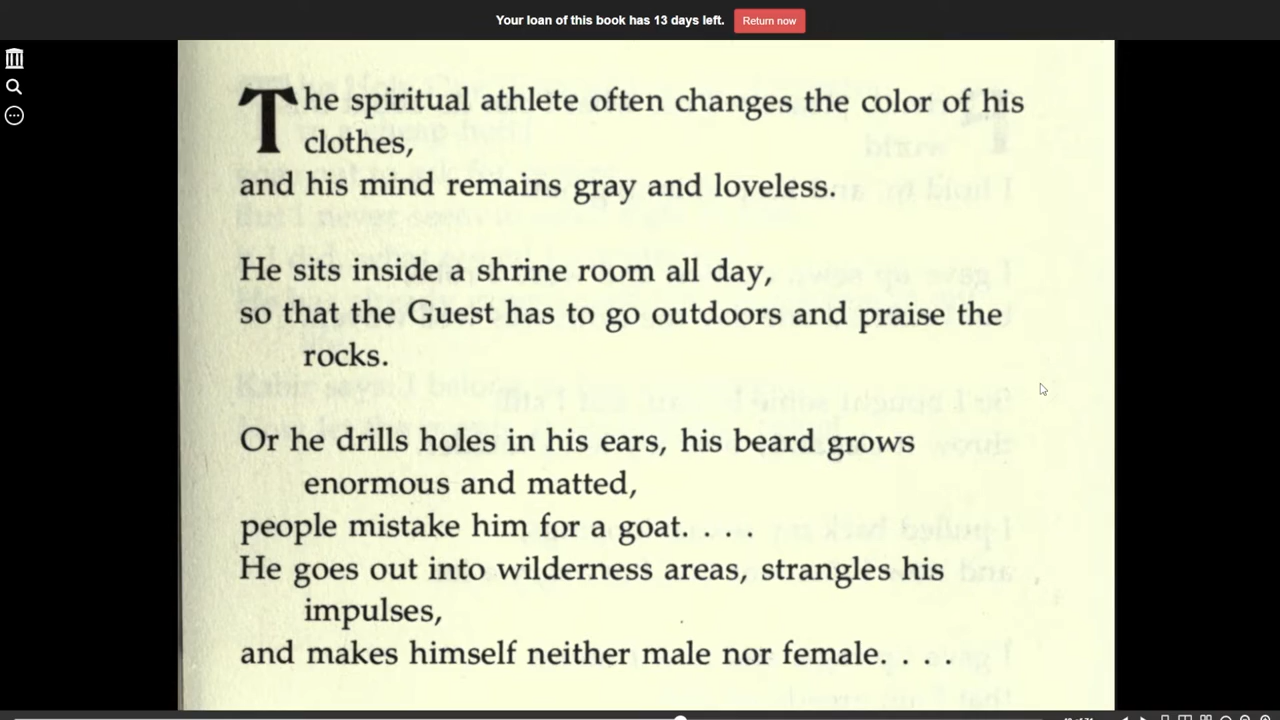 Your loan of this book has 13 days left. Return now
The spiritual athlete often changes the color of his
clothes,
and his mind remains gray and loveless.
He sits inside a shrine room all day,
so that the Guest has to go outdoors and praise the
rocks.
Or he drills holes in his ears, his beard grows
enormous and matted,
people mistake him for a goat. . . .
He goes out into wilderness areas, strangles his
impulses,
and makes himself neither male nor female. . . .